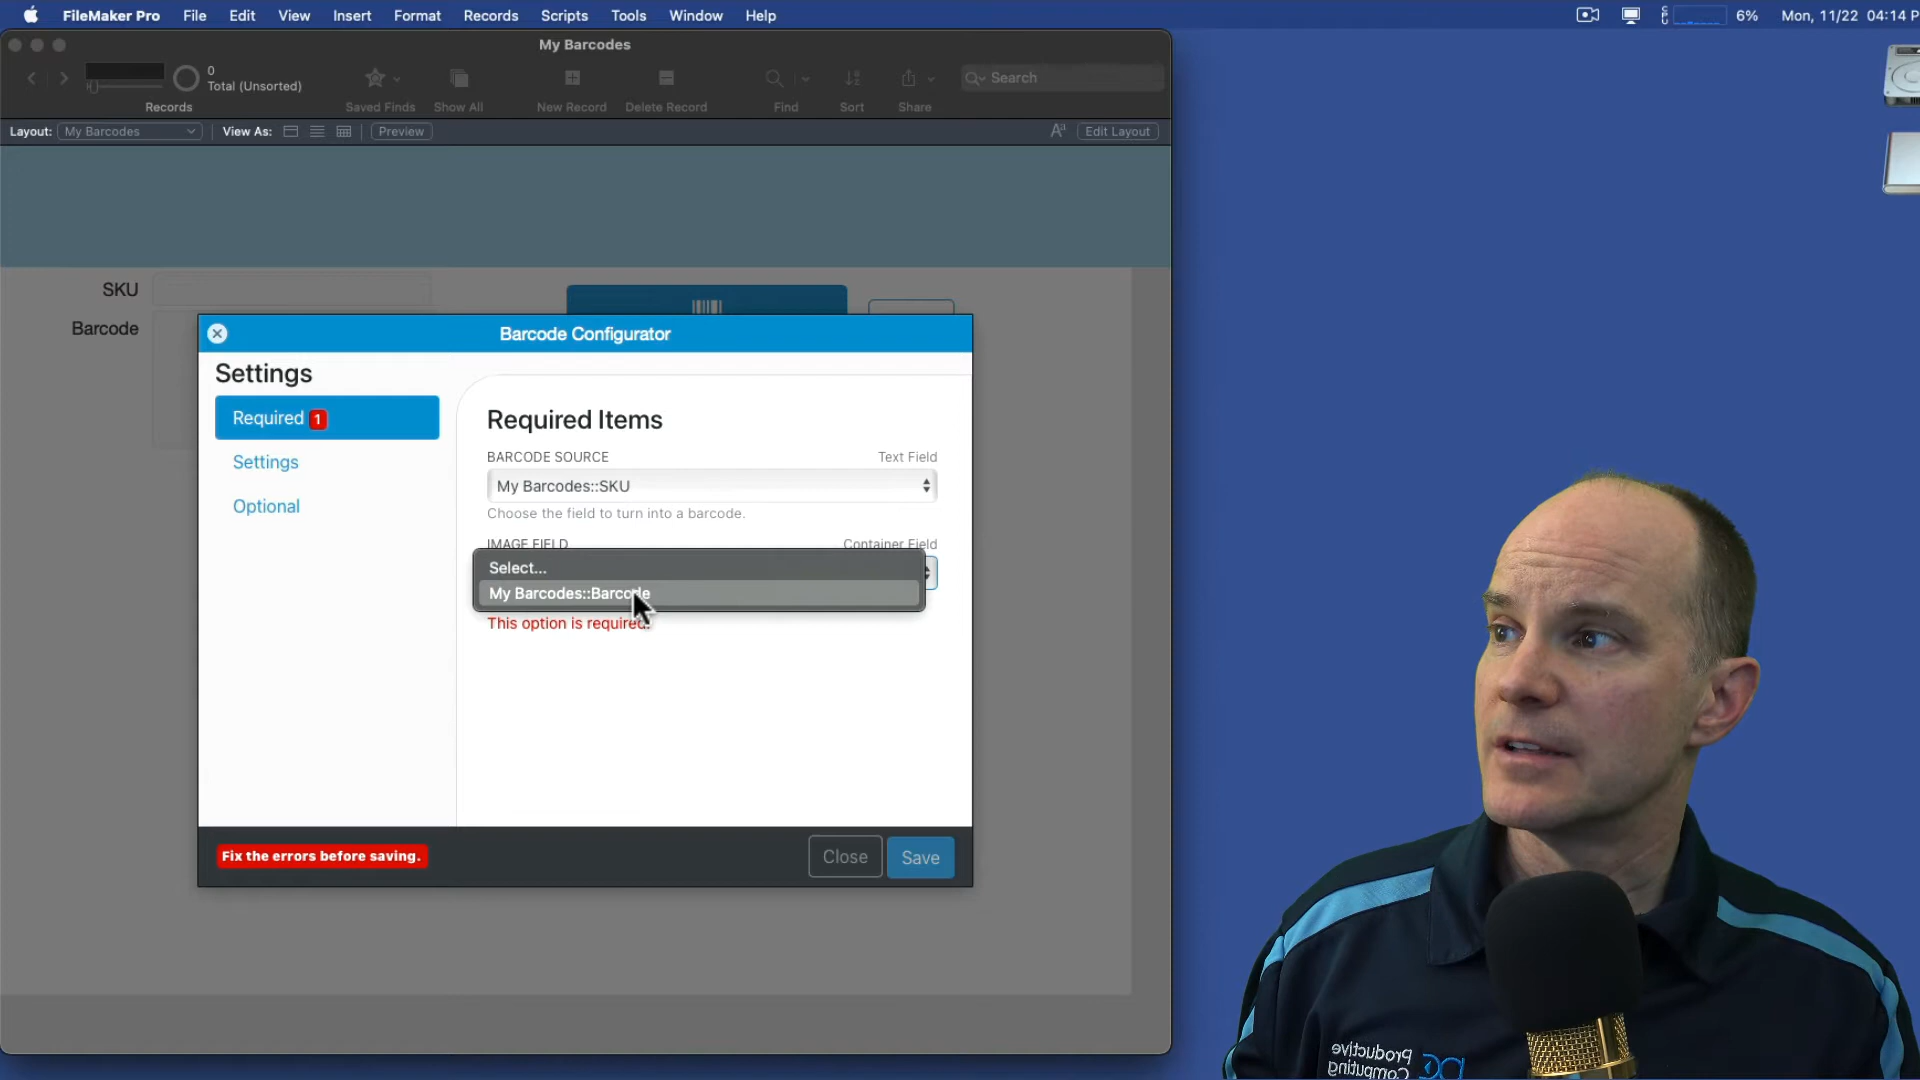 FileMaker Pro File Edit View Insert Format Records Scripts Tools Window Help 6% Mon, 11/22 04:14 P
My Barcodes
0
Total (Unsorted)
Search
Records Saved Finds Show All New Record Delete Record Find Sort Share
Layout: My Barcodes View As: Preview Edit Layout
SKU
Barcode
Barcode Configurator
Settings
Required 1
Settings
Optional
Required Items
BARCODE SOURCE Text Field
My Barcodes::SKU
Choose the field to turn into a barcode.
IMAGE FIELD Container Field
Select...
My Barcodes::Barcode
This option is required.
Fix the errors before saving.
Close Save
Productive
Computing